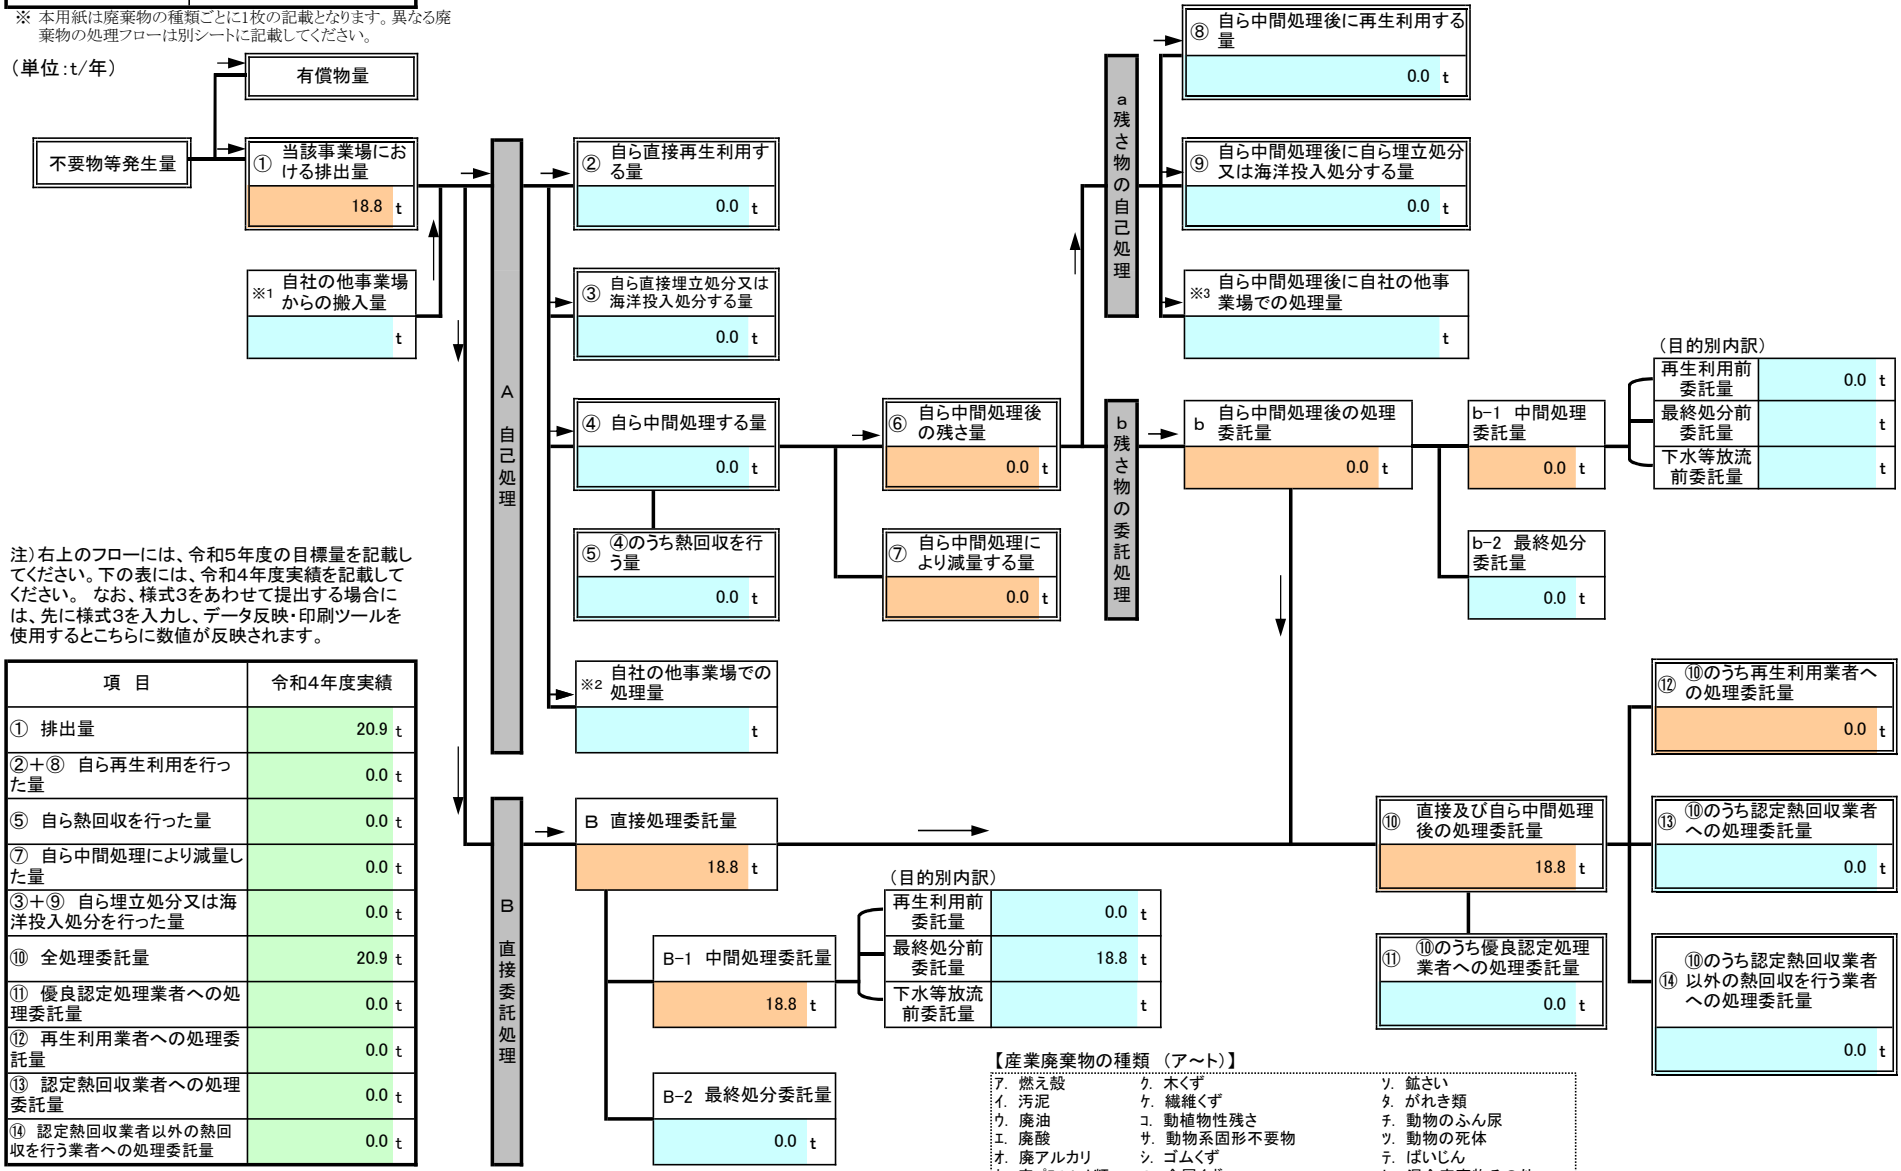 ※ 本用紙は廃棄物の種類ごとに1枚の記載となります。異なる廃
棄物の処理フローは別シートに記載してください。
(単位:t/年)
有償物量
不要物等発生量
① 当該事業場にお
ける排出量
18.8 t
※1 自社の他事業場
からの搬入量
t
A 自己処理
② 自ら直接再生利用す
る量
0.0 t
③ 自ら直接埋立処分又は
海洋投入処分する量
0.0 t
④ 自ら中間処理する量
0.0 t
⑤ ④のうち熱回収を行
う量
0.0 t
※2 自社の他事業場での
処理量
t
⑥ 自ら中間処理後
の残さ量
0.0 t
⑦ 自ら中間処理に
より減量する量
0.0 t
a残さ物の自己処理
⑧ 自ら中間処理後に再生利用する
量
0.0 t
⑨ 自ら中間処理後に自ら埋立処分
又は海洋投入処分する量
0.0 t
※3 自ら中間処理後に自社の他事
業場での処理量
t
b残さ物の委託処理
b 自ら中間処理後の処理
委託量
0.0 t
b-1 中間処理
委託量
0.0 t
(目的別内訳)
再生利用前
委託量
0.0 t
最終処分前
委託量
t
下水等放流
前委託量
t
b-2 最終処分
委託量
0.0 t
注)右上のフローには、令和5年度の目標量を記載し
てください。下の表には、令和4年度実績を記載して
ください。 なお、様式3をあわせて提出する場合に
は、先に様式3を入力し、データ反映・印刷ツールを
使用するとこちらに数値が反映されます。
項 目 令和4年度実績
① 排出量 20.9 t
②+⑧ 自ら再生利用を行っ
た量 0.0 t
⑤ 自ら熱回収を行った量 0.0 t
⑦ 自ら中間処理により減量し
た量 0.0 t
③+⑨ 自ら埋立処分又は海
洋投入処分を行った量 0.0 t
⑩ 全処理委託量 20.9 t
⑪ 優良認定処理業者への処
理委託量 0.0 t
⑫ 再生利用業者への処理委
託量 0.0 t
⑬ 認定熱回収業者への処理
委託量 0.0 t
⑭ 認定熱回収業者以外の熱回
収を行う業者への処理委託量 0.0 t
B 直接委託処理
B 直接処理委託量
18.8 t
B-1 中間処理委託量
18.8 t
(目的別内訳)
再生利用前
委託量
0.0 t
最終処分前
委託量
18.8 t
下水等放流
前委託量
t
B-2 最終処分委託量
0.0 t
⑩ 直接及び自ら中間処理
後の処理委託量
18.8 t
⑪ ⑩のうち優良認定処理
業者への処理委託量
0.0 t
⑫ ⑩のうち再生利用業者へ
の処理委託量
0.0 t
⑬ ⑩のうち認定熱回収業者
への処理委託量
0.0 t
⑭ ⑩のうち認定熱回収業者
以外の熱回収を行う業者
への処理委託量
0.0 t
【産業廃棄物の種類 (ア~ト)】
ア. 燃え殻 ク. 木くず ソ. 鉱さい
イ. 汚泥 ケ. 繊維くず タ. がれき類
ウ. 廃油 コ. 動植物性残さ チ. 動物のふん尿
エ. 廃酸 サ. 動物系固形不要物 ツ. 動物の死体
オ. 廃アルカリ シ. ゴムくず テ. ばいじん